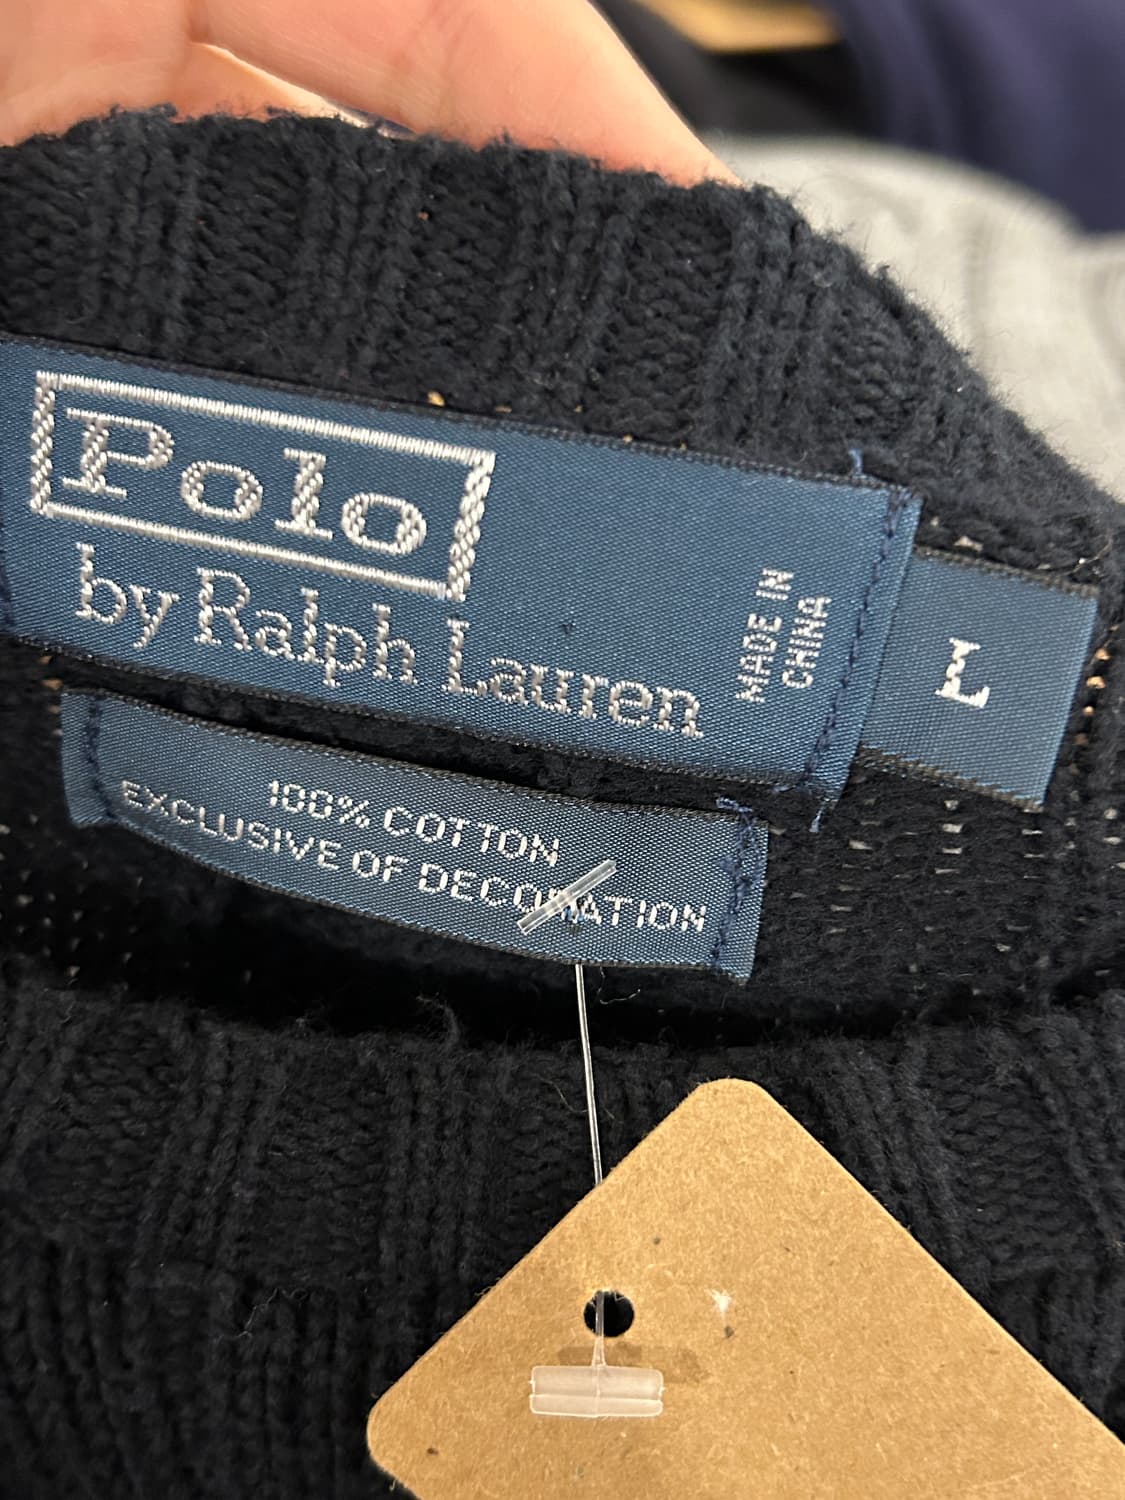 Polo
by Ralph Lauren
MADE IN
CHINA
L
100% COTTON
EXCLUSIVE OF DECORATION